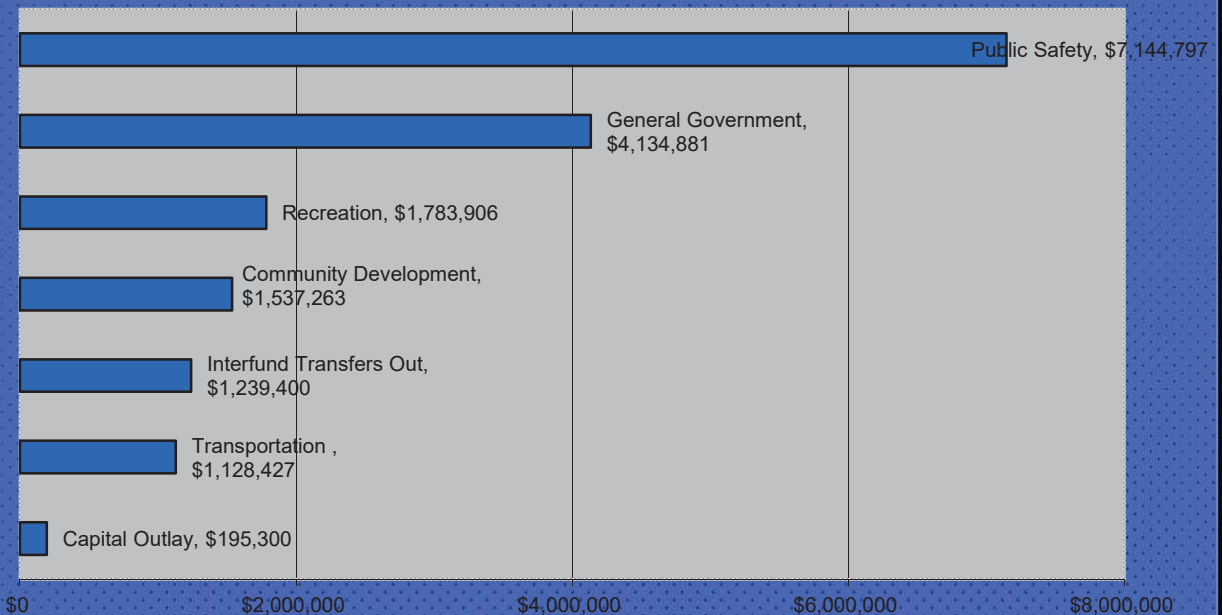 Public Safety, $7,144,797
General Government,
$4,134,881
Recreation, $1,783,906
Community Development,
$1,537,263
Interfund Transfers Out,
$1,239,400
Transportation ,
$1,128,427
Capital Outlay, $195,300
$0 $2,000,000 $4,000,000 $6,000,000 $8,000,000